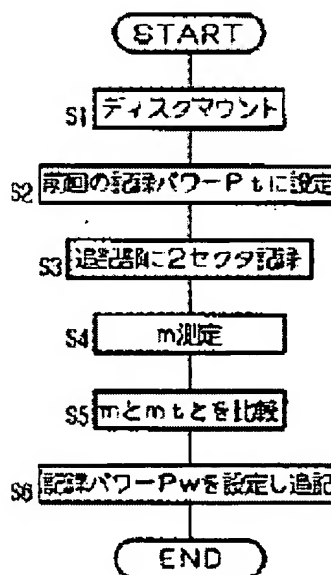 START
S1 ディスクマウント
S2 前回の記録パワーPtに設定
S3 追記部に2セクタ記録
S4 m測定
S5 mとmtとを比較
S6 記録パワーPwを設定し追記
END